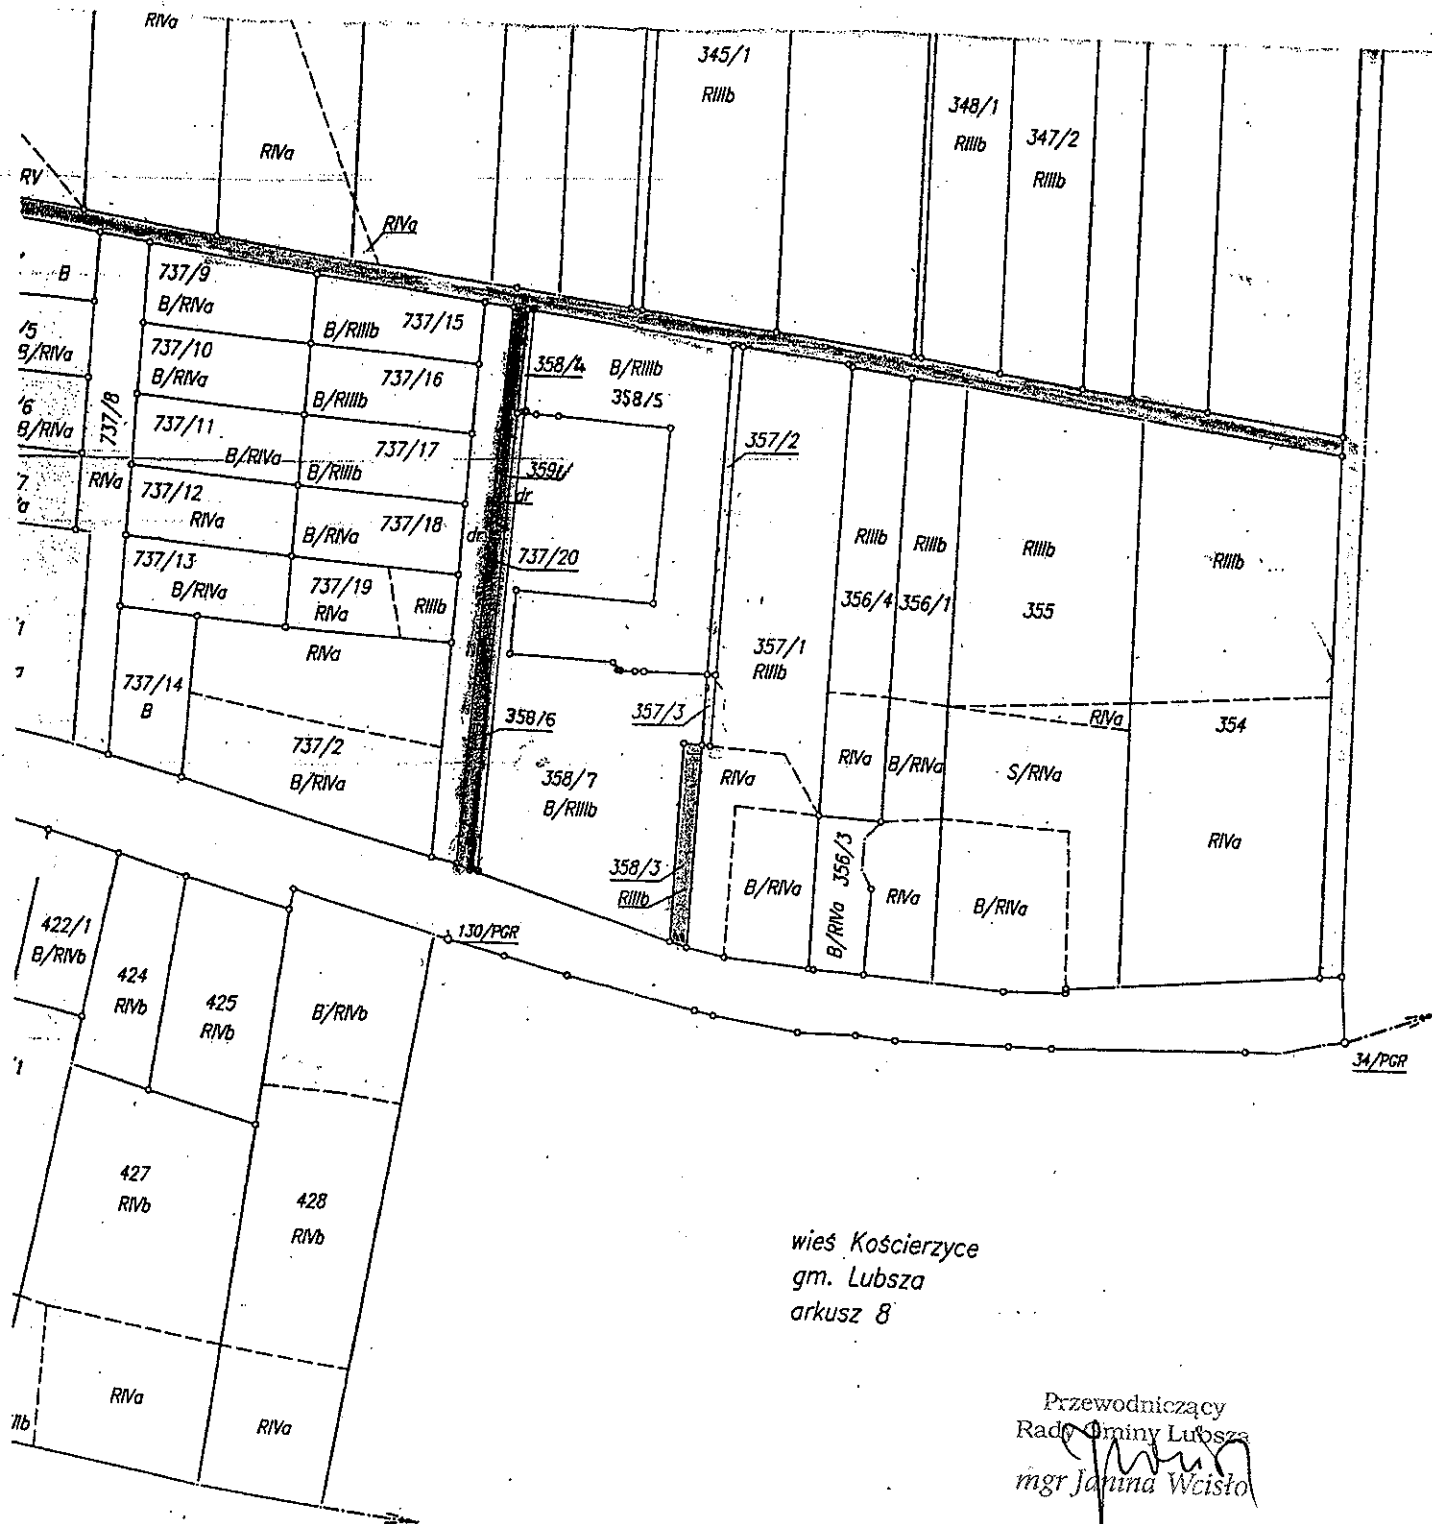 RIVa
345/1
RIIIb
348/1
RIIIb
347/2
RIIIb
RIVa
RV
RIVa
B
737/9
B/RIVa
B/RIIIb 737/15
/5
B/RIVa
737/10
B/RIVa
737/16
B/RIIIb
358/4
B/RIIIb
358/5
/6
B/RIVa
737/8
737/11
B/RIVa
737/17
B/RIIIb
357/2
RIVa
737/12
RIVa
737/18
B/RIVa
dr
dr
737/20
737/13
B/RIVa
737/19
RIVa
RIIIb
RIIIb
RIIIb
RIIIb
RIIIb
356/4
356/1
355
RIVa
357/1
RIIIb
737/14
B
358/6
357/3
RIVa
354
737/2
B/RIVa
358/7
B/RIIIb
RIVa
RIVa
B/RIVa
S/RIVa
RIVa
358/3
RIIIb
B/RIVa
B/RIVa 356/3
RIVa
B/RIVa
422/1
B/RIVb
130/PGR
424
RIVb
425
RIVb
B/RIVb
34/PGR
427
RIVb
428
RIVb
wieś Kościerzyce
gm. Lubsza
arkusz 8
RIVa
RIVa
Przewodniczący
Rady Gminy Lubsza
mgr Janina Wcisło